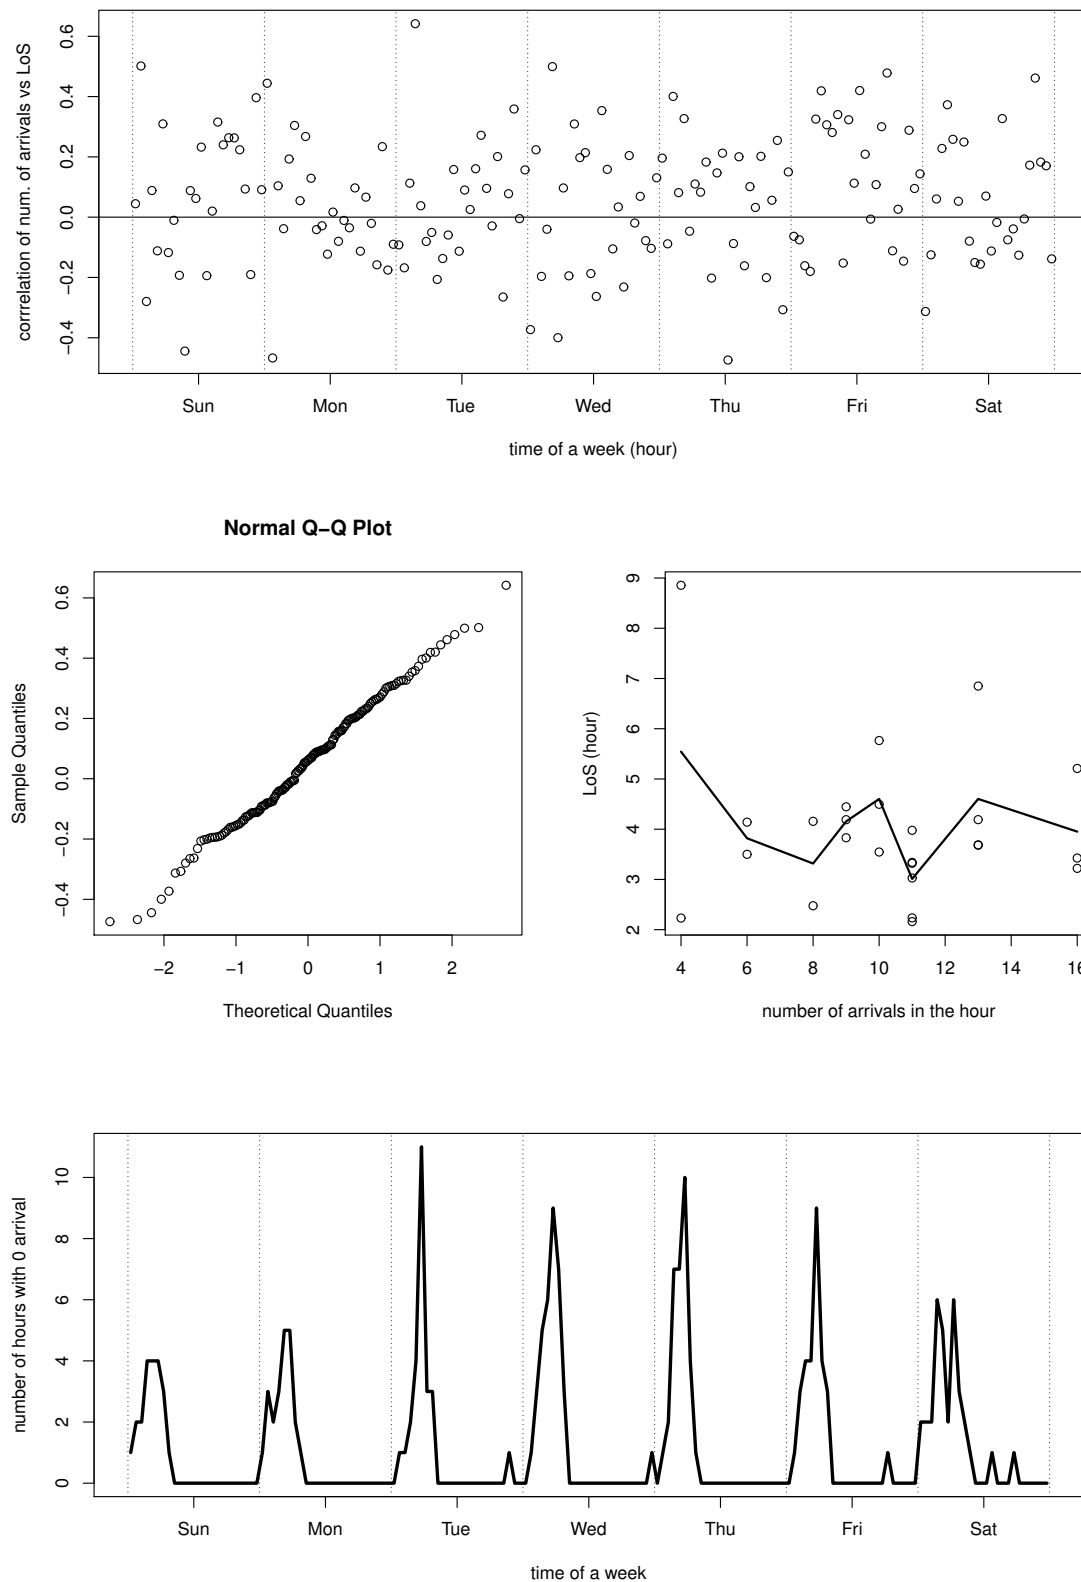 corrrelation of num. of arrivals vs LoS
0.6
0.4
0.2
0.0
−0.2
−0.4
Sun Mon Tue Wed Thu Fri Sat
time of a week (hour)
Normal Q−Q Plot
Sample Quantiles
0.6
0.4
0.2
0.0
−0.2
−0.4
−2 −1 0 1 2
Theoretical Quantiles
LoS (hour)
9
8
7
6
5
4
3
2
4 6 8 10 12 14 16
number of arrivals in the hour
number of hours with 0 arrival
10
8
6
4
2
0
Sun Mon Tue Wed Thu Fri Sat
time of a week